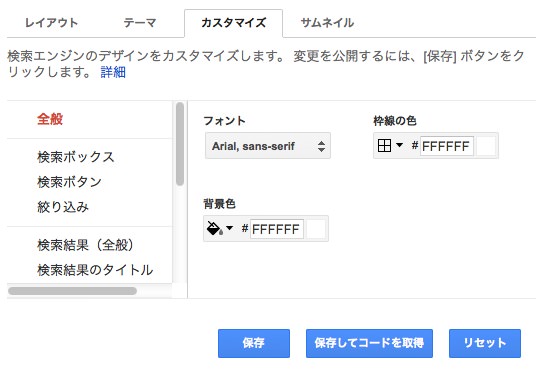 レイアウト テーマ カスタマイズ サムネイル
検索エンジンのデザインをカスタマイズします。 変更を公開するには、[保存] ボタンをク
リックします。 詳細
全般
検索ボックス
検索ボタン
絞り込み
検索結果（全般）
検索結果のタイトル
フォント 枠線の色
Arial, sans-serif # FFFFFF
背景色
# FFFFFF
保存 保存してコードを取得 リセット